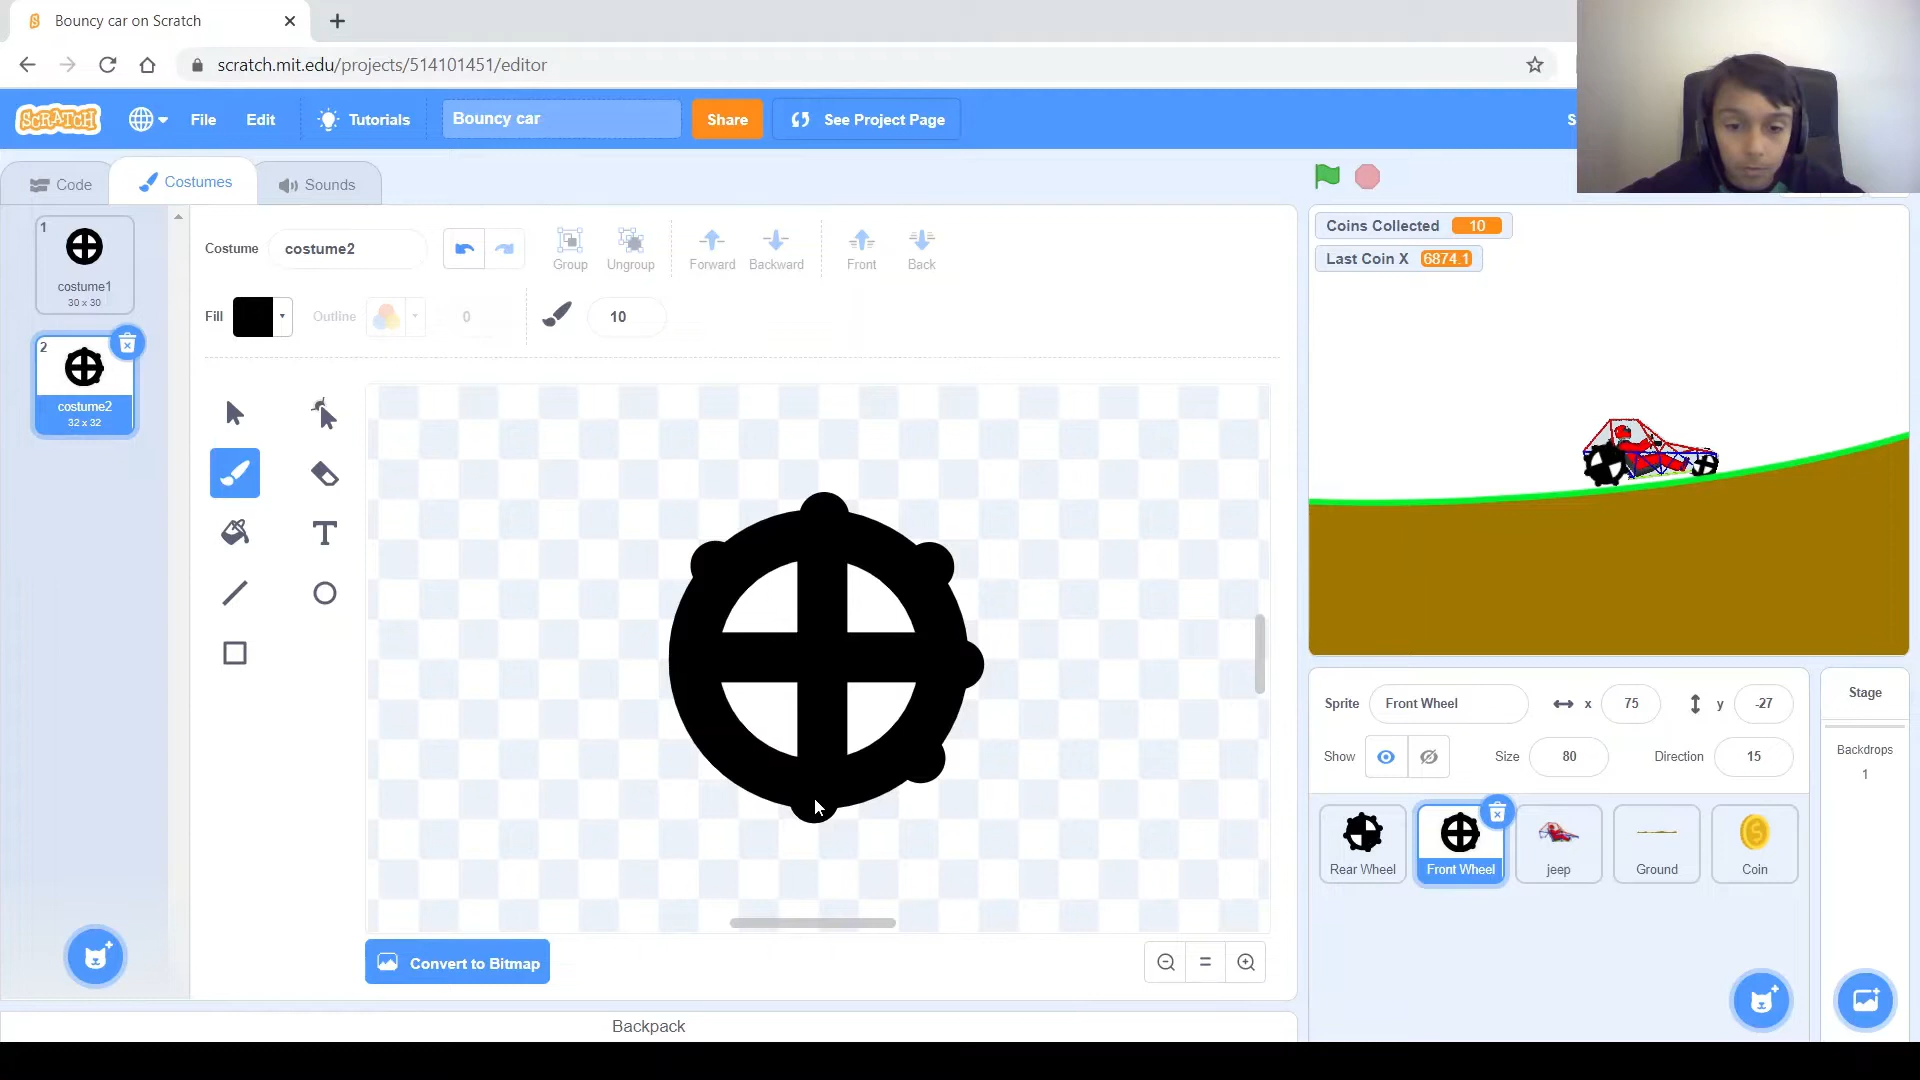 Bouncy car on Scratch
scratch.mit.edu/projects/514101451/editor
SCRATCH File Edit Tutorials Bouncy car Share See Project Page S
Code Costumes Sounds
Coins Collected 10
Last Coin X 6874.1
1
costume1
30 x 30
2
costume2
32 x 32
Costume costume2 Group Ungroup Forward Backward Front Back
Fill Outline 0 10
T
Convert to Bitmap
Backpack
Sprite Front Wheel x 75 y -27
Show Size 80 Direction 15
Rear Wheel Front Wheel jeep Ground Coin
Stage
Backdrops
1